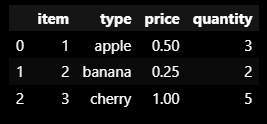 item type price quantity
0 1 apple 0.50 3
1 2 banana 0.25 2
2 3 cherry 1.00 5